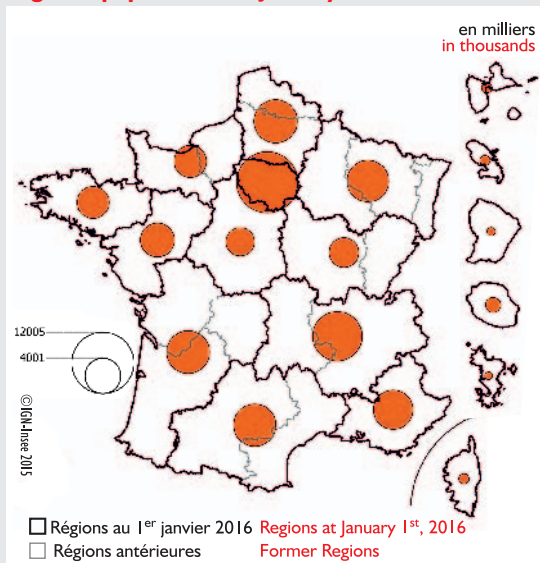 en milliers
in thousands
12005
4001
©IGN-Insee 2015
Régions au 1er janvier 2016 Regions at January 1st, 2016
Régions antérieures Former Regions